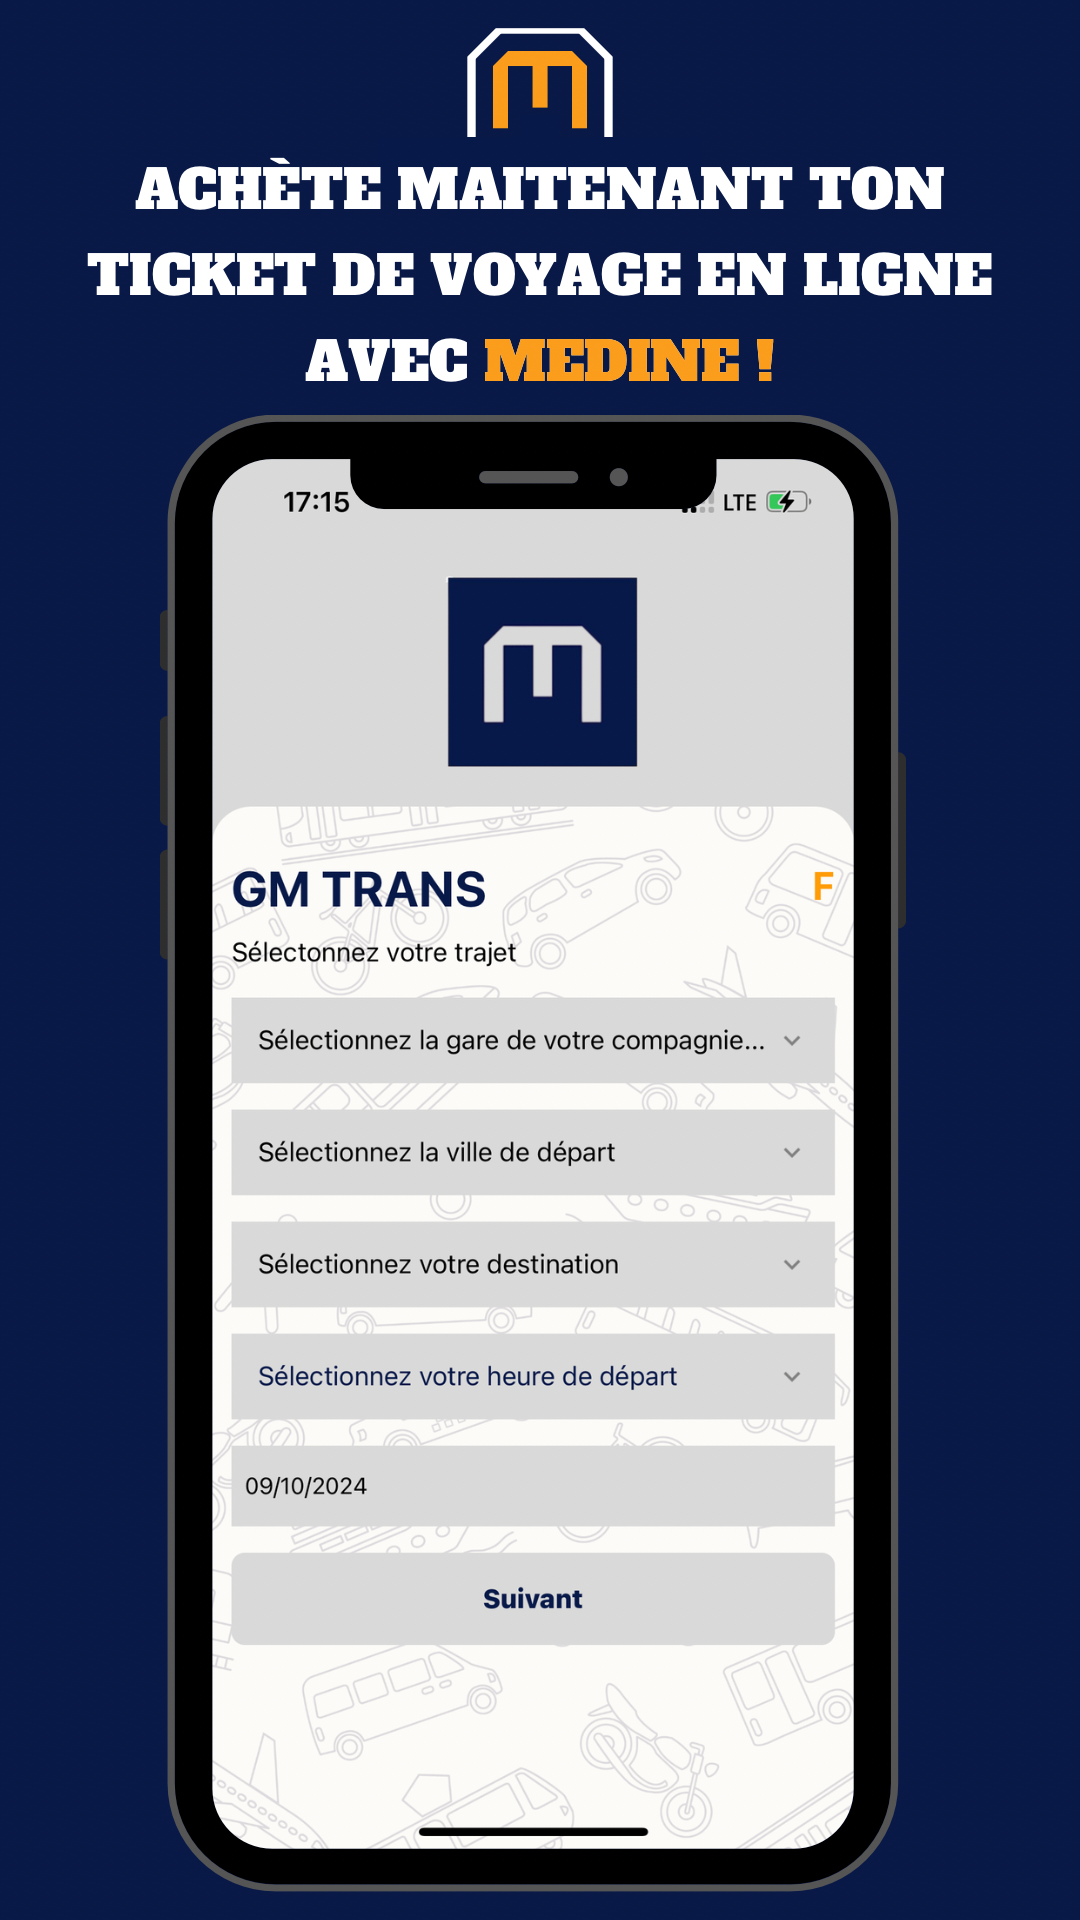 ACHÈTE MAITENANT TON
TICKET DE VOYAGE EN LIGNE
AVEC MEDINE !
17:15
LTE
GM TRANS
F
Sélectonnez votre trajet
Sélectionnez la gare de votre compagnie...
Sélectionnez la ville de départ
Sélectionnez votre destination
Sélectionnez votre heure de départ
09/10/2024
Suivant